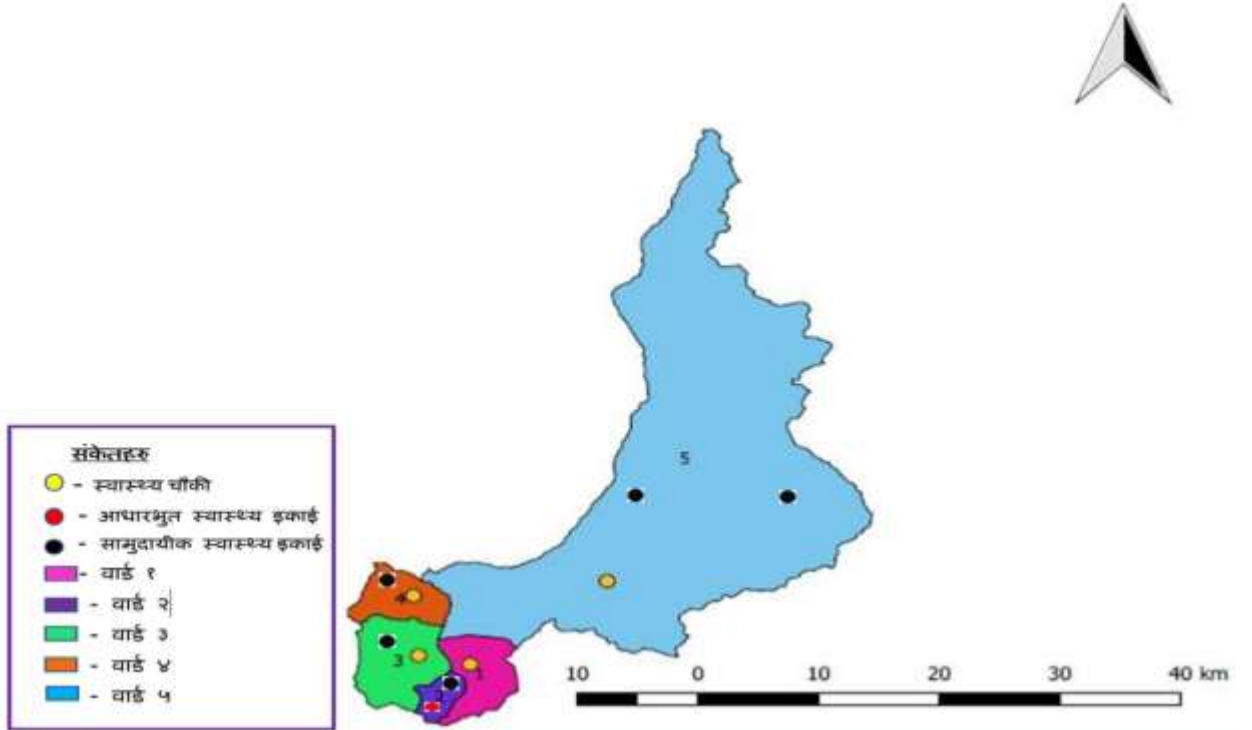 संकेतहरु
- स्वास्थ्य चौकी
- आधारभुत स्वास्थ्य इकाई
- सामुदायीक स्वास्थ्य इकाई
- वार्ड १
- वार्ड २
- वार्ड ३
- वार्ड ४
- वार्ड ५
5
4
3
1
2
10 0 10 20 30 40 km